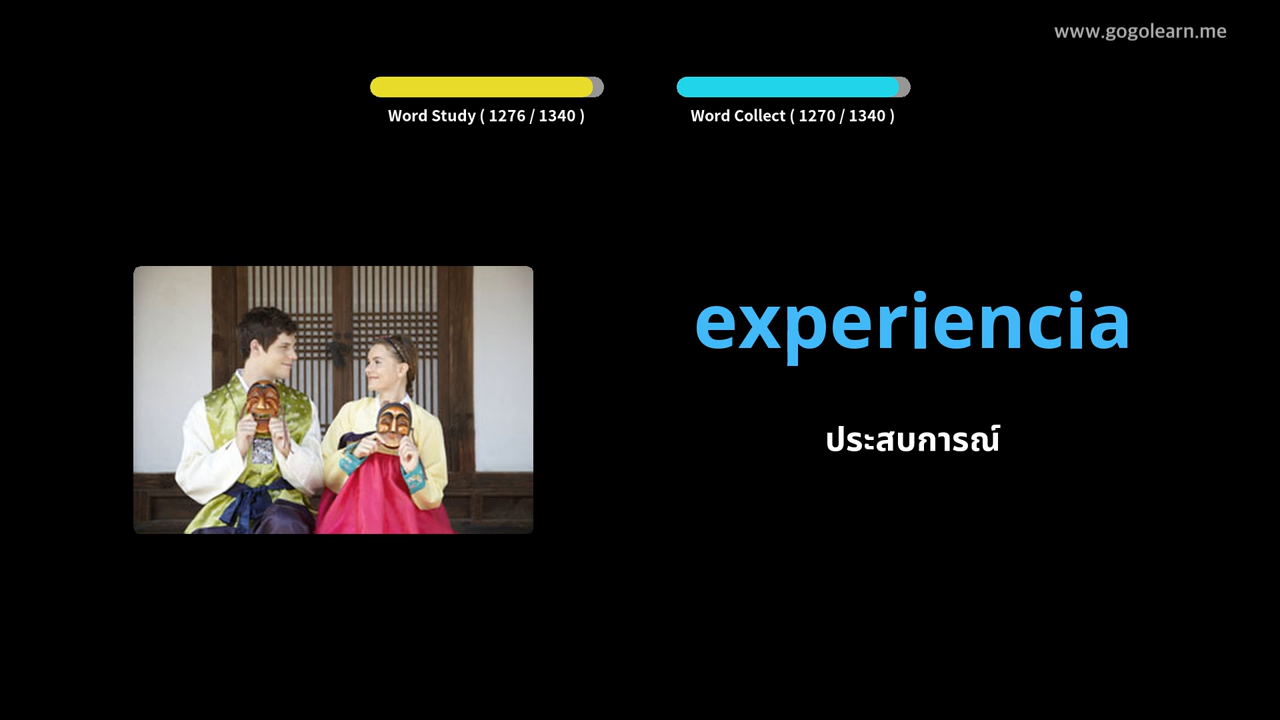 www.gogolearn.me
Word Study ( 1276 / 1340 )
Word Collect ( 1270 / 1340 )
experiencia
ประสบการณ์